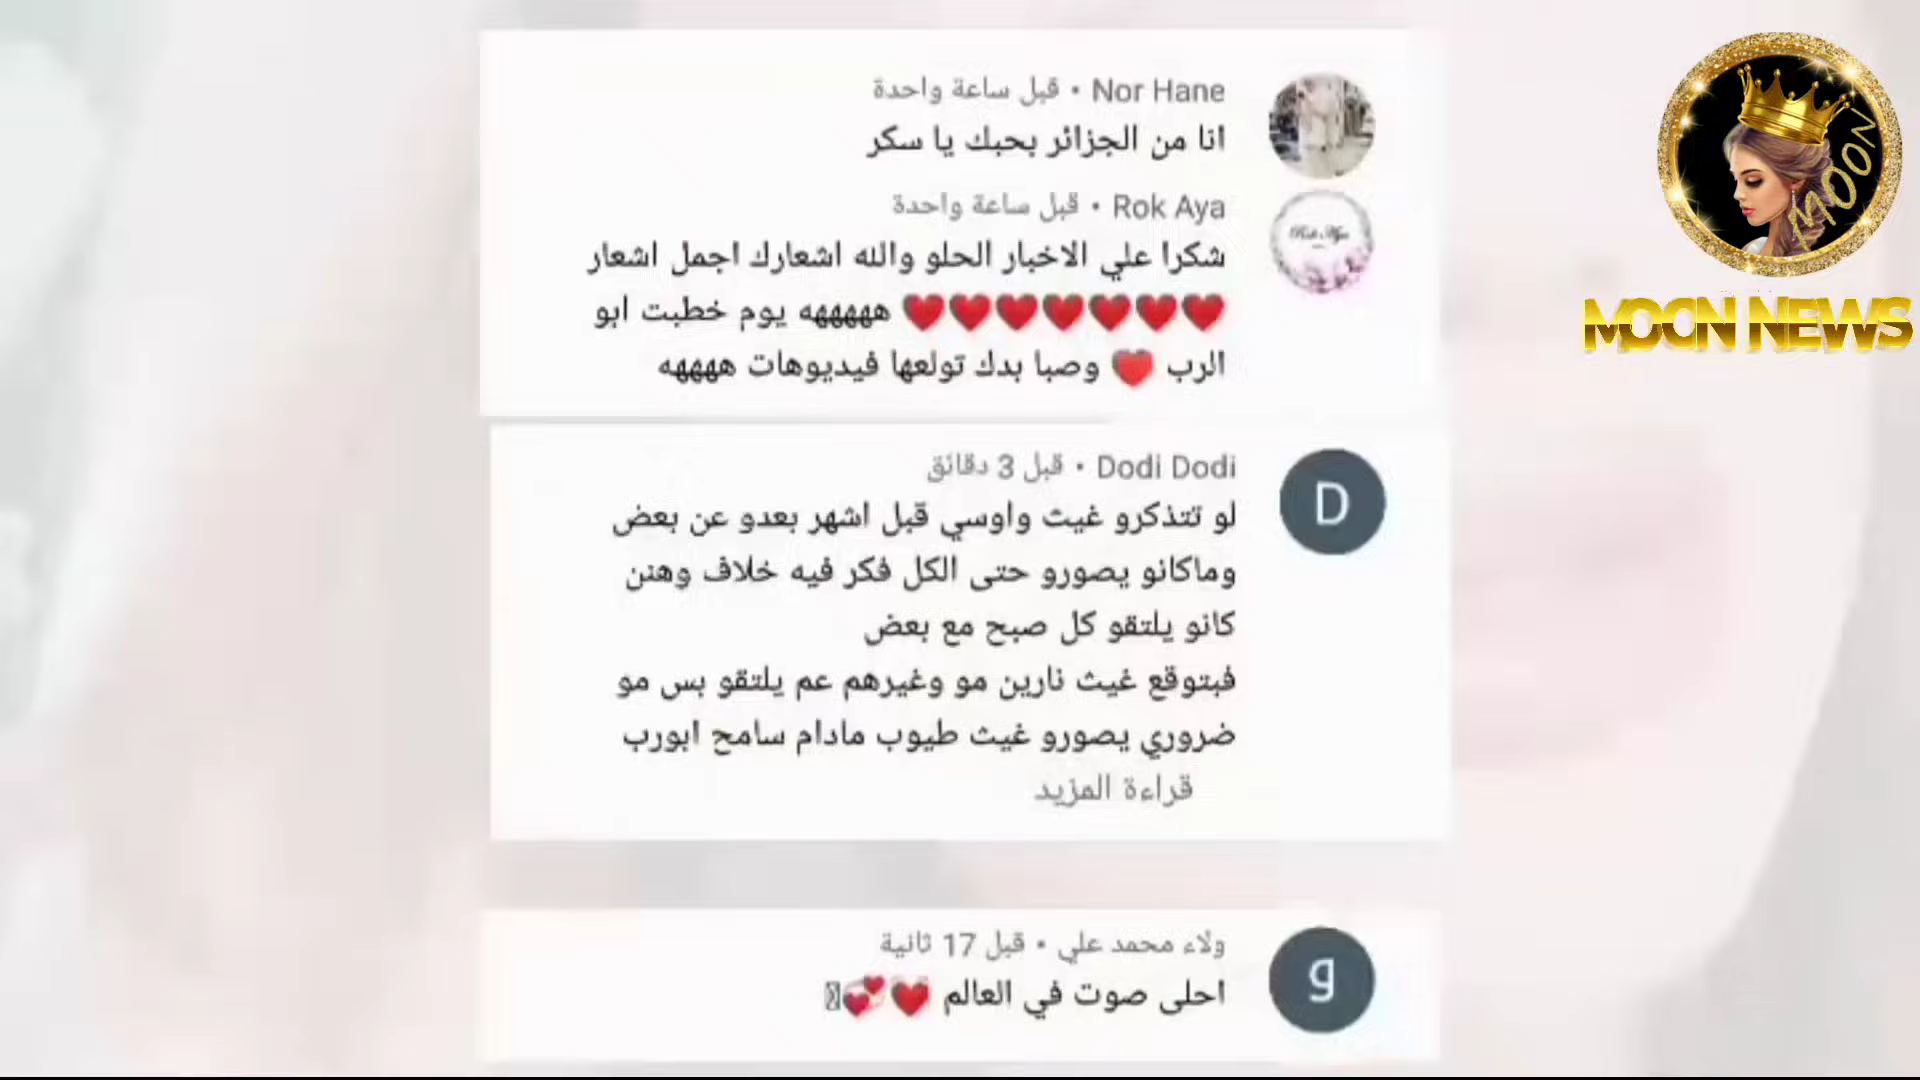 Nor Hane • قبل ساعة واحدة
انا من الجزائر بحبك يا سكر
Rok Aya • قبل ساعة واحدة
Rok Aya
شكرا علي الاخبار الحلو والله اشعارك اجمل اشعار
❤️❤️❤️❤️❤️❤️❤️ هههههه يوم خطبت ابو
الرب ❤️ وصبا بدك تولعها فيديوهات ههههه
Dodi Dodi • قبل 3 دقائق
D
لو تتذكرو غيث واوسي قبل اشهر بعدو عن بعض
وماكانو يصورو حتى الكل فكر فيه خلاف وهنن
كانو يلتقو كل صبح مع بعض
فبتوقع غيث نارين مو وغيرهم عم يلتقو بس مو
ضروري يصورو غيث طيوب مادام سامح ابورب
قراءة المزيد
ولاء محمد علي • قبل 17 ثانية
g
احلى صوت في العالم ❤️💞
MOON
MOON NEWS